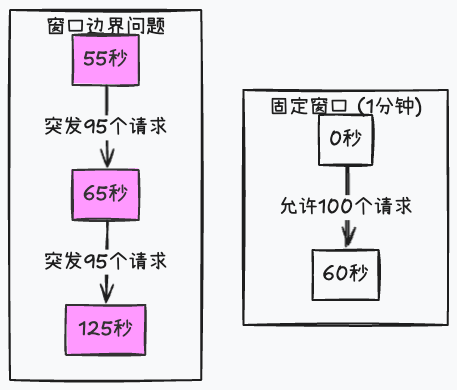 窗口边界问题
55秒
突发95个请求
65秒
突发95个请求
125秒
固定窗口 (1分钟)
0秒
允许100个请求
60秒